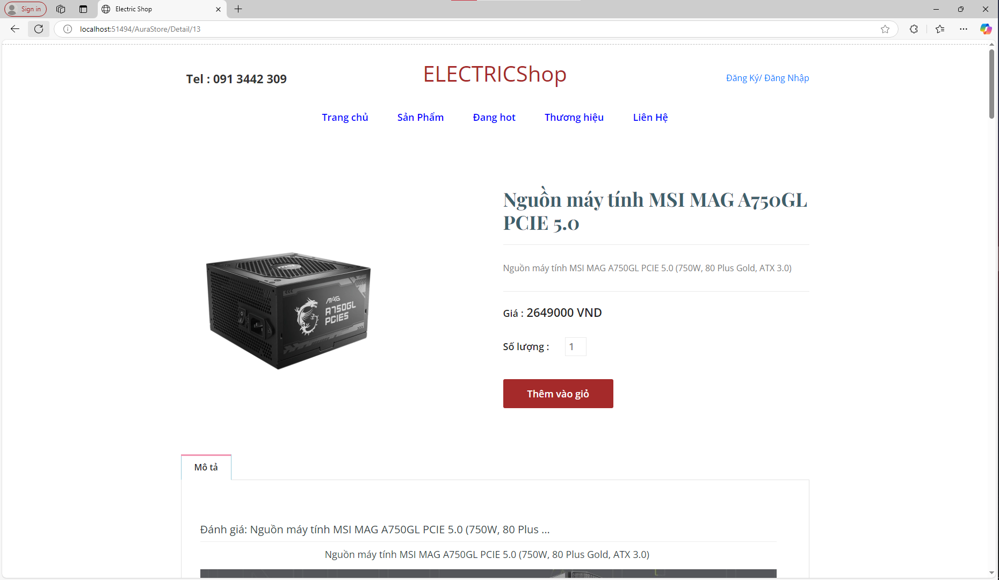 Sign in
Electric Shop
localhost:51494/AuraStore/Detail/13
Tel : 091 3442 309
ELECTRICShop
Đăng Ký/ Đăng Nhập
Trang chủ
Sản Phẩm
Đang hot
Thương hiệu
Liên Hệ
Nguồn máy tính MSI MAG A750GL
PCIE 5.0
Nguồn máy tính MSI MAG A750GL PCIE 5.0 (750W, 80 Plus Gold, ATX 3.0)
MAG
A750GL
PCIE5
Giá : 2649000 VND
Số lượng : 1
Thêm vào giỏ
Mô tả
Đánh giá: Nguồn máy tính MSI MAG A750GL PCIE 5.0 (750W, 80 Plus ...
Nguồn máy tính MSI MAG A750GL PCIE 5.0 (750W, 80 Plus Gold, ATX 3.0)